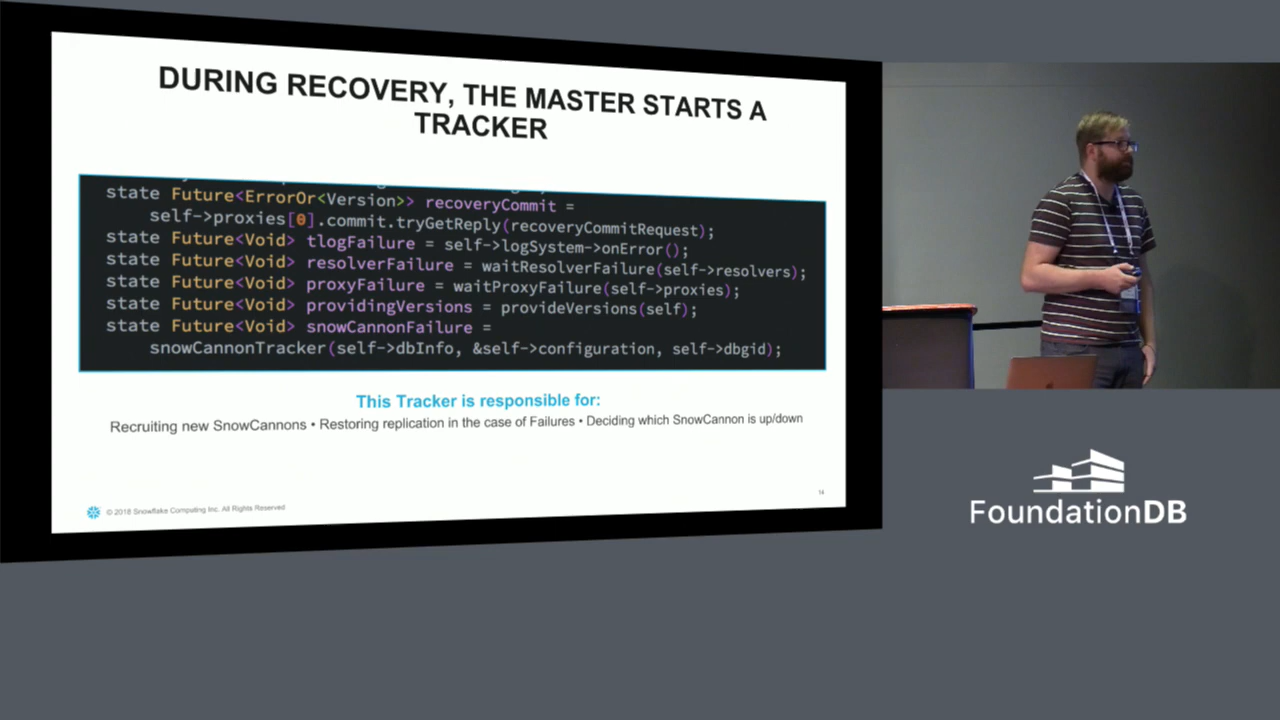 DURING RECOVERY, THE MASTER STARTS A
TRACKER
state Future<ErrorOr<Version>> recoveryCommit =
self->proxies[0].commit.tryGetReply(recoveryCommitRequest);
state Future<Void> tlogFailure = self->logSystem->onError();
state Future<Void> resolverFailure = waitResolverFailure(self->resolvers);
state Future<Void> proxyFailure = waitProxyFailure(self->proxies);
state Future<Void> providingVersions = provideVersions(self);
state Future<Void> snowCannonFailure =
snowCannonTracker(self->dbInfo, &self->configuration, self->dbgid);
This Tracker is responsible for:
Recruiting new SnowCannons • Restoring replication in the case of Failures • Deciding which SnowCannon is up/down
14
© 2018 Snowflake Computing Inc. All Rights Reserved
FoundationDB